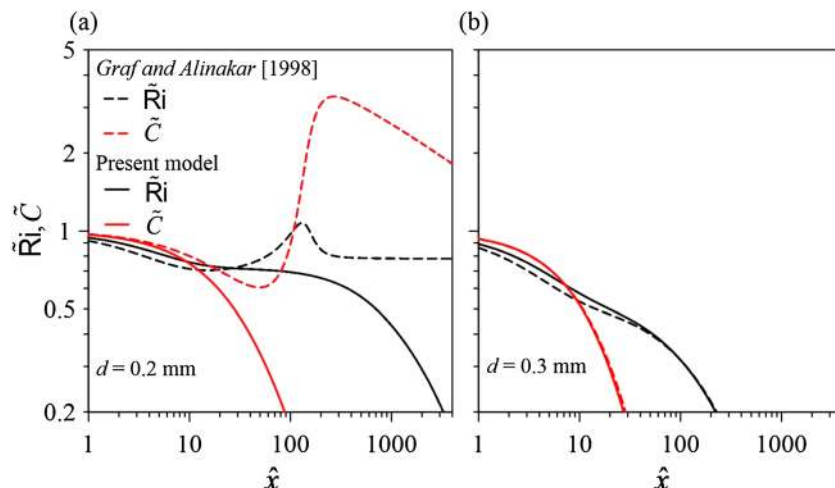 (a)
(b)
5
2
1
0.5
0.2
R̃i, C̃
Graf and Alinakar [1998]
R̃i
C̃
Present model
R̃i
C̃
d = 0.2 mm
d = 0.3 mm
1 10 100 1000
1 10 100 1000
x̂
x̂